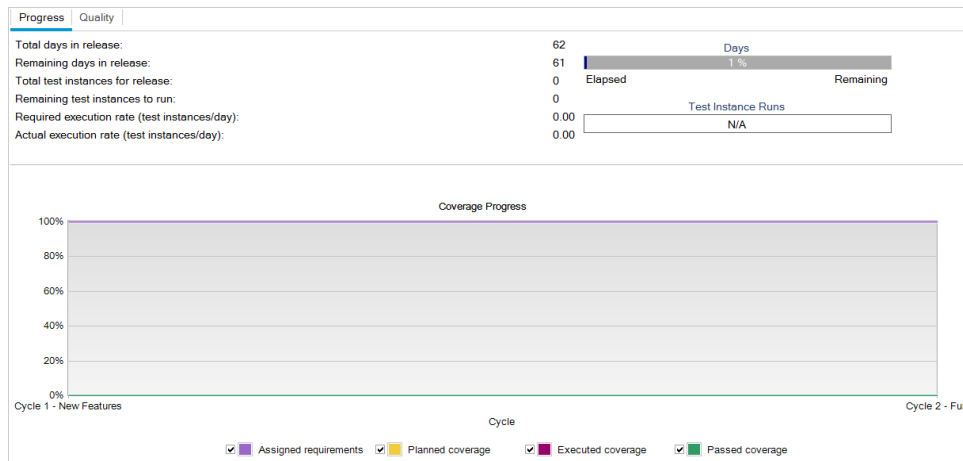 Progress Quality
Total days in release: 62
Remaining days in release: 61
Total test instances for release: 0
Remaining test instances to run: 0
Required execution rate (test instances/day): 0.00
Actual execution rate (test instances/day): 0.00
Days
1 %
Elapsed Remaining
Test Instance Runs
N/A
Coverage Progress
100%
80%
60%
40%
20%
0%
Cycle 1 - New Features Cycle 2 - Fu
Cycle
Assigned requirements Planned coverage Executed coverage Passed coverage